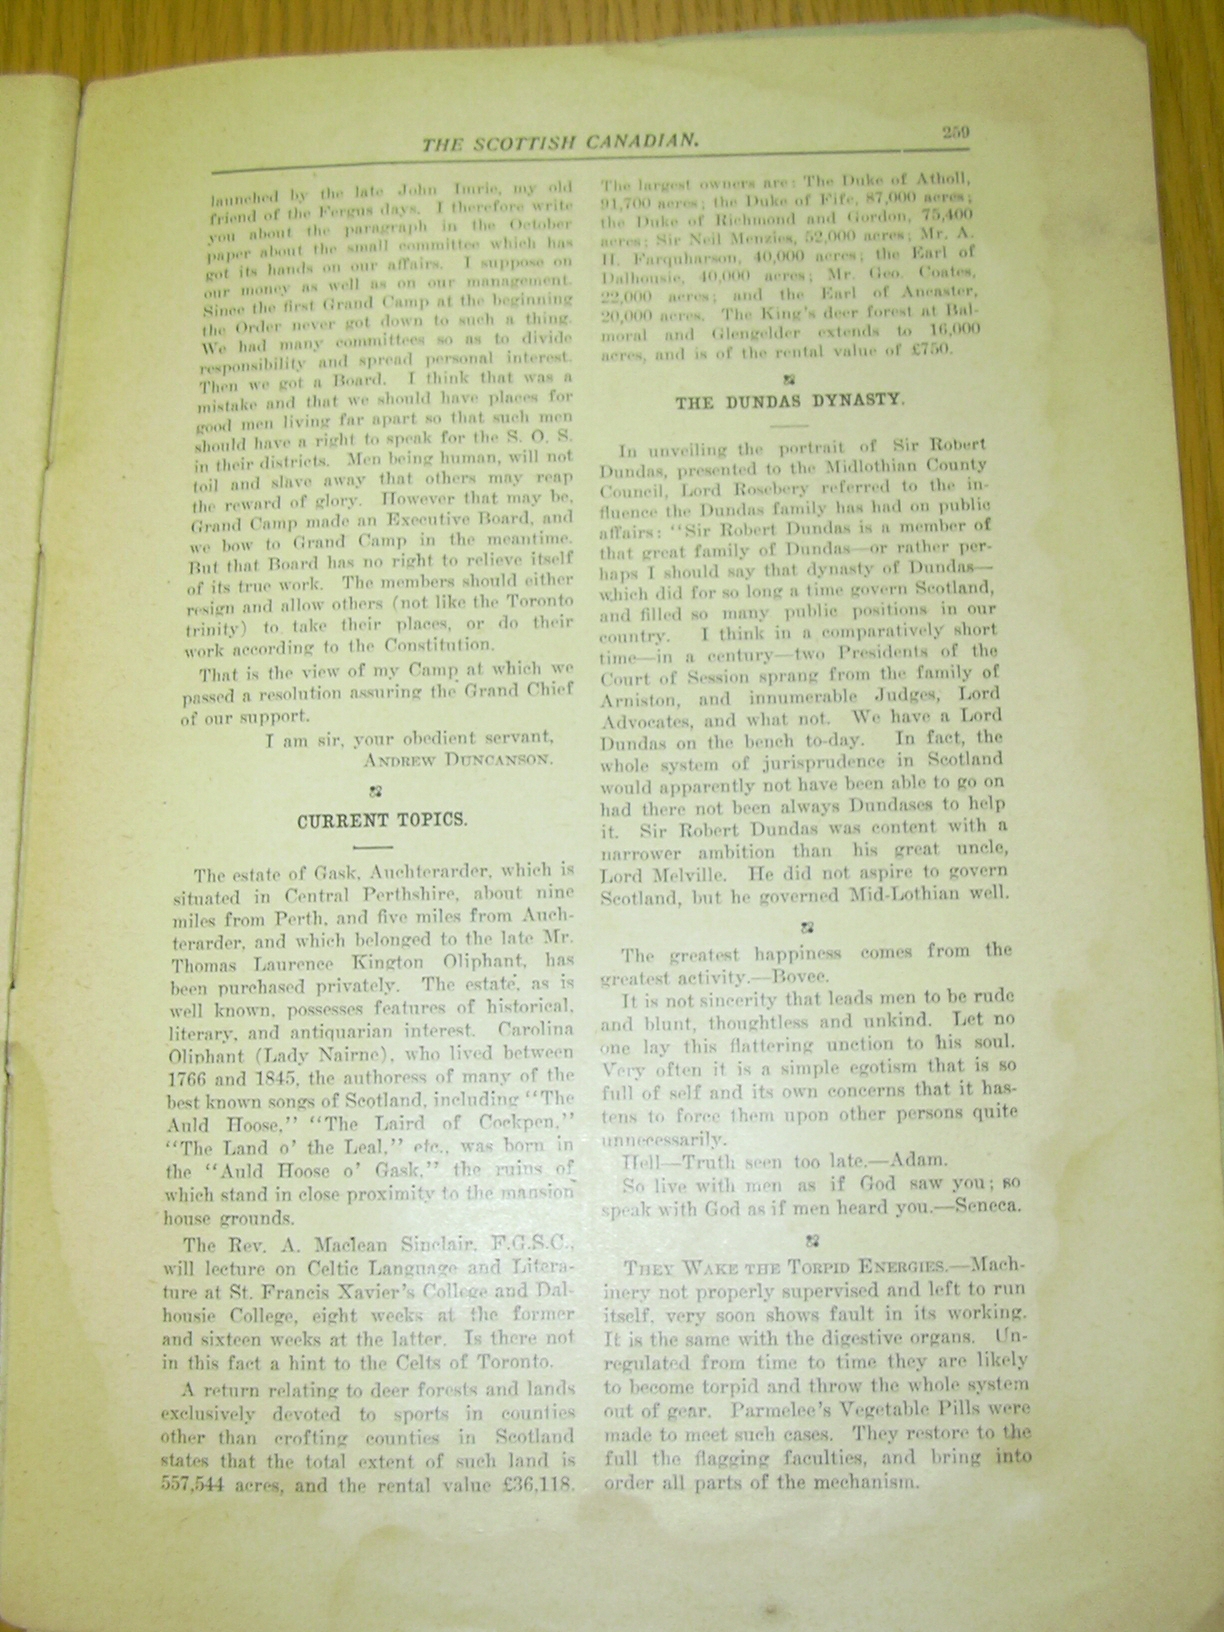 THE SCOTTISH CANADIAN.
259
launched by the late John Imrie, my old
friend of the Fergus days. I therefore write
you about the paragraph in the October
paper about the small committee which has
got its hands on our affairs. I suppose on
our money as well as on our management.
Since the first Grand Camp at the beginning
the Order never got down to such a thing.
We had many committees so as to divide
responsibility and spread personal interest.
Then we got a Board. I think that was a
mistake and that we should have places for
good men living far apart so that such men
should have a right to speak for the S. O. S.
in their districts. Men being human, will not
toil and slave away that others may reap
the reward of glory. However that may be,
Grand Camp made an Executive Board, and
we bow to Grand Camp in the meantime.
But that Board has no right to relieve itself
of its true work. The members should either
resign and allow others (not like the Toronto
trinity) to take their places, or do their
work according to the Constitution.
That is the view of my Camp at which we
passed a resolution assuring the Grand Chief
of our support.
I am sir, your obedient servant,
ANDREW DUNCANSON.
CURRENT TOPICS.
The estate of Gask, Auchterarder, which is
situated in Central Perthshire, about nine
miles from Perth, and five miles from Auch-
terarder, and which belonged to the late Mr.
Thomas Laurence Kington Oliphant, has
been purchased privately. The estate, as is
well known, possesses features of historical,
literary, and antiquarian interest. Carolina
Oliphant (Lady Nairne), who lived between
1766 and 1845, the authoress of many of the
best known songs of Scotland, including "The
Auld Hoose," "The Laird of Cockpen,"
"The Land o' the Leal," etc., was born in
the "Auld Hoose o' Gask," the ruins of
which stand in close proximity to the mansion
house grounds.
The Rev. A. Maclean Sinclair, F.G.S.C.,
will lecture on Celtic Language and Litera-
ture at St. Francis Xavier's College and Dal-
housie College, eight weeks at the former
and sixteen weeks at the latter. Is there not
in this fact a hint to the Celts of Toronto.
A return relating to deer forests and lands
exclusively devoted to sports in counties
other than crofting counties in Scotland
states that the total extent of such land is
557,544 acres, and the rental value £36,118.
The largest owners are: The Duke of Atholl,
91,700 acres; the Duke of Fife, 87,000 acres;
the Duke of Richmond and Gordon, 75,400
acres; Sir Neil Menzies, 52,000 acres; Mr. A.
H. Farquharson, 40,000 acres; the Earl of
Dalhousie, 40,000 acres; Mr. Geo. Coates,
22,000 acres; and the Earl of Ancaster,
20,000 acres. The King's deer forest at Bal-
moral and Glengelder extends to 16,000
acres, and is of the rental value of £750.
THE DUNDAS DYNASTY.
In unveiling the portrait of Sir Robert
Dundas, presented to the Midlothian County
Council, Lord Rosebery referred to the in-
fluence the Dundas family has had on public
affairs: "Sir Robert Dundas is a member of
that great family of Dundas—or rather per-
haps I should say that dynasty of Dundas—
which did for so long a time govern Scotland,
and filled so many public positions in our
country. I think in a comparatively short
time—in a century—two Presidents of the
Court of Session sprang from the family of
Arniston, and innumerable Judges, Lord
Advocates, and what not. We have a Lord
Dundas on the bench to-day. In fact, the
whole system of jurisprudence in Scotland
would apparently not have been able to go on
had there not been always Dundases to help
it. Sir Robert Dundas was content with a
narrower ambition than his great uncle,
Lord Melville. He did not aspire to govern
Scotland, but he governed Mid-Lothian well.
The greatest happiness comes from the
greatest activity.—Bovee.
It is not sincerity that leads men to be rude
and blunt, thoughtless and unkind. Let no
one lay this flattering unction to his soul.
Very often it is a simple egotism that is so
full of self and its own concerns that it has-
tens to force them upon other persons quite
unnecessarily.
Hell—Truth seen too late.—Adam.
So live with men as if God saw you; so
speak with God as if men heard you.—Seneca.
THEY WAKE THE TORPID ENERGIES.—Mach-
inery not properly supervised and left to run
itself, very soon shows fault in its working.
It is the same with the digestive organs. Un-
regulated from time to time they are likely
to become torpid and throw the whole system
out of gear. Parmelee's Vegetable Pills were
made to meet such cases. They restore to the
full the flagging faculties, and bring into
order all parts of the mechanism.